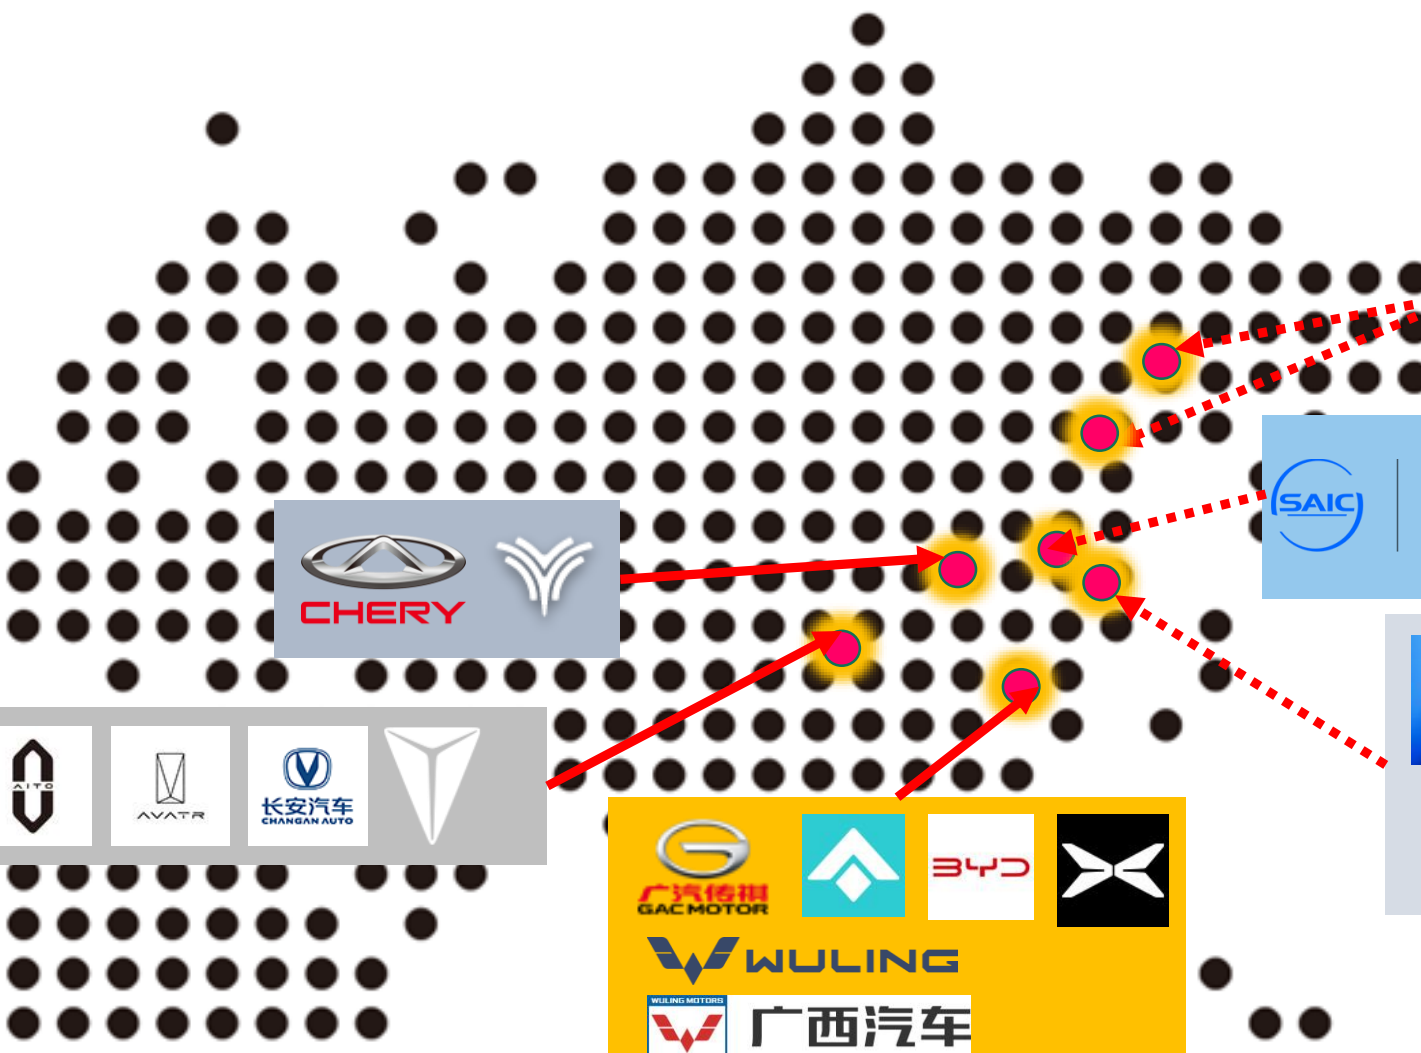 SAIC
CHERY
AITO
AVATR
长安汽车
CHANGAN AUTO
广汽传祺
GAC MOTOR
BYD
WULING
WULING MOTORS
广西汽车